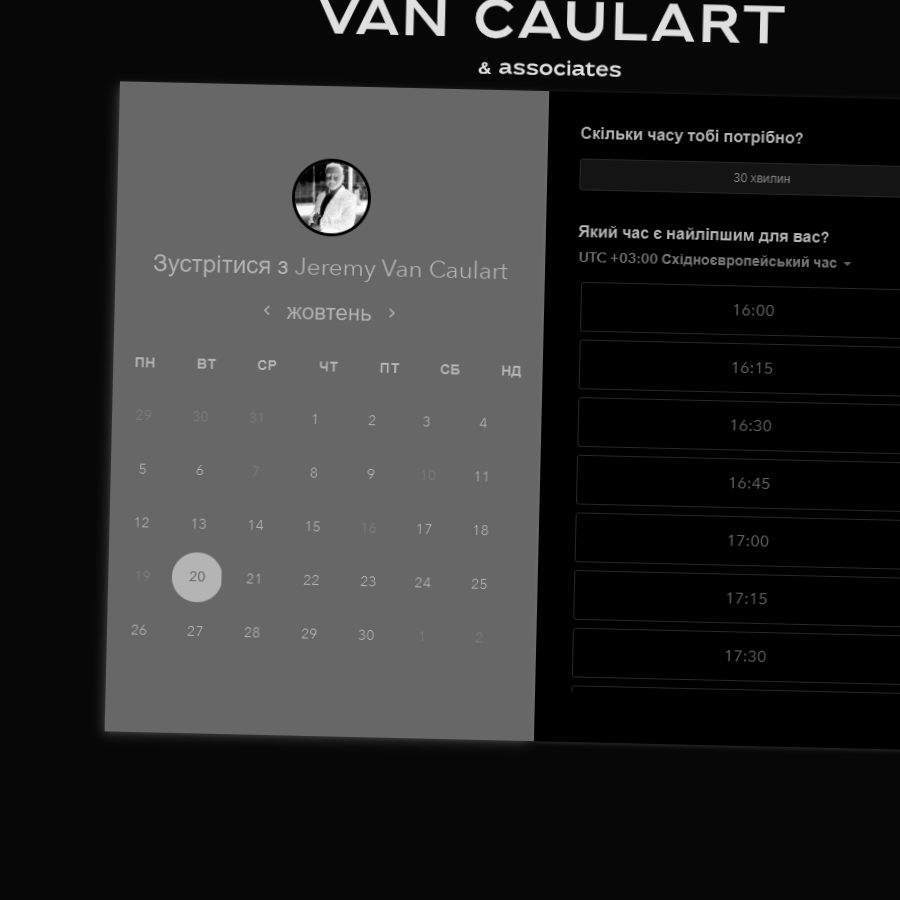 VAN CAULART
& associates
Зустрітися з Jeremy Van Caulart
жовтень
ПН ВТ СР ЧТ ПТ СБ НД
29 30 31 1 2 3 4
5 6 7 8 9 10 11
12 13 14 15 16 17 18
19 20 21 22 23 24 25
26 27 28 29 30 1 2
Скільки часу тобі потрібно?
30 хвилин
Який час є найліпшим для вас?
UTC +03:00 Східноєвропейський час
16:00
16:15
16:30
16:45
17:00
17:15
17:30